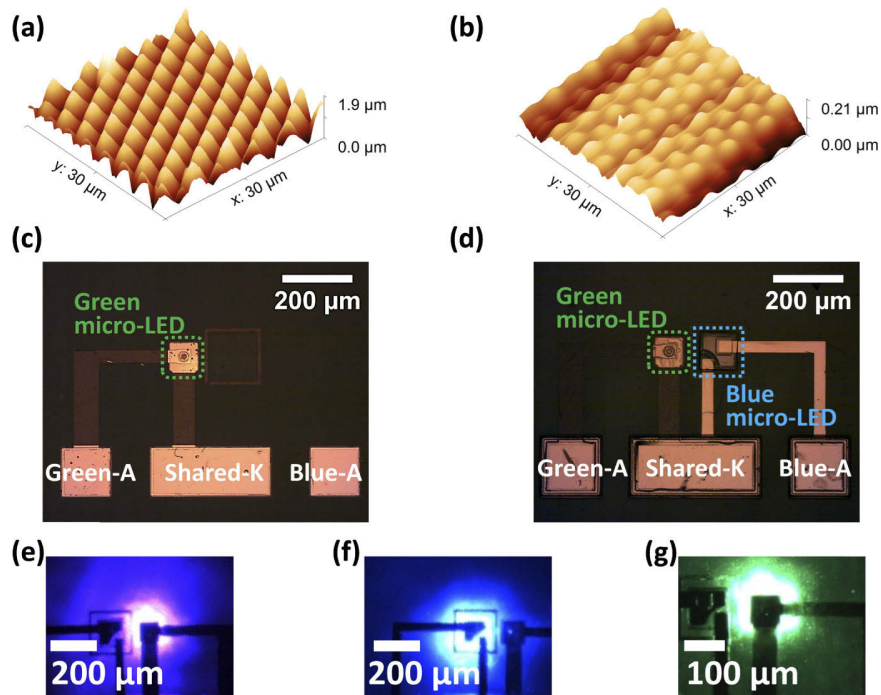 (a)
1.9 µm
0.0 µm
y: 30 µm
x: 30 µm
(b)
0.21 µm
0.00 µm
y: 30 µm
x: 30 µm
(c)
200 µm
Green
micro-LED
Green-A
Shared-K
Blue-A
(d)
200 µm
Green
micro-LED
Blue
micro-LED
Green-A
Shared-K
Blue-A
(e)
200 µm
(f)
200 µm
(g)
100 µm